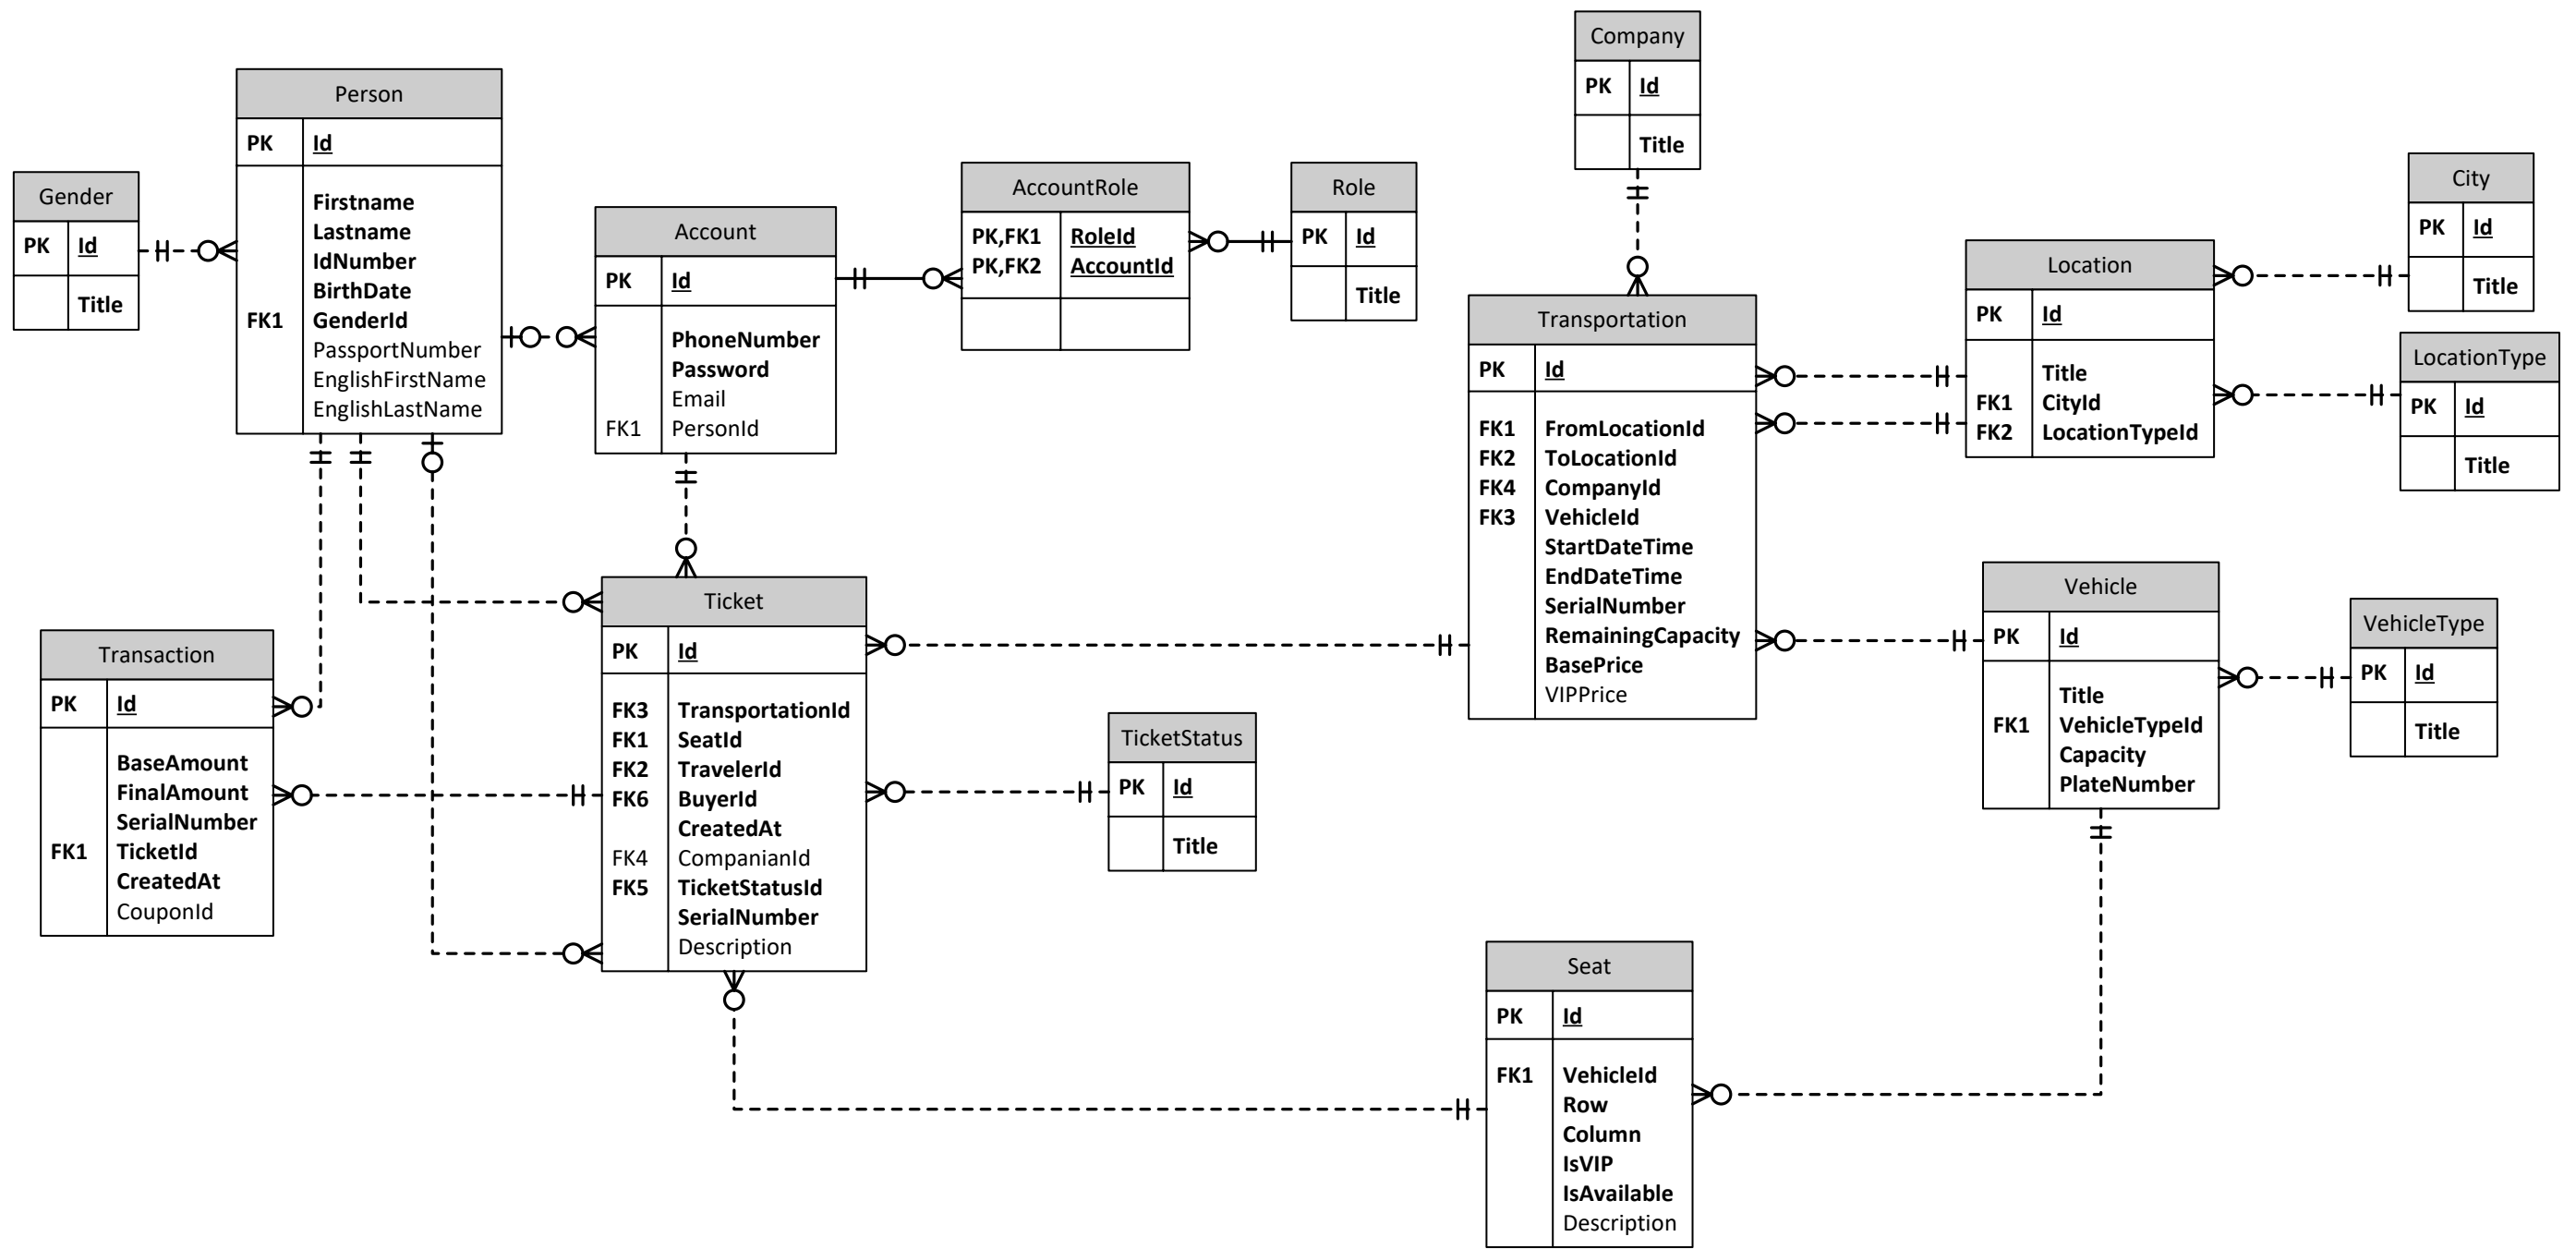 Company
PK Id
Title
Person
PK Id
Firstname
Lastname
IdNumber
BirthDate
FK1 GenderId
PassportNumber
EnglishFirstName
EnglishLastName
Gender
PK Id
Title
Account
PK Id
PhoneNumber
Password
Email
FK1 PersonId
AccountRole
PK,FK1 RoleId
PK,FK2 AccountId
Role
PK Id
Title
Transportation
PK Id
FK1 FromLocationId
FK2 ToLocationId
FK4 CompanyId
FK3 VehicleId
StartDateTime
EndDateTime
SerialNumber
RemainingCapacity
BasePrice
VIPPrice
Location
PK Id
Title
FK1 CityId
FK2 LocationTypeId
City
PK Id
Title
LocationType
PK Id
Title
Transaction
PK Id
BaseAmount
FinalAmount
SerialNumber
FK1 TicketId
CreatedAt
CouponId
Ticket
PK Id
FK3 TransportationId
FK1 SeatId
FK2 TravelerId
FK6 BuyerId
CreatedAt
FK4 CompanianId
FK5 TicketStatusId
SerialNumber
Description
TicketStatus
PK Id
Title
Vehicle
PK Id
Title
FK1 VehicleTypeId
Capacity
PlateNumber
VehicleType
PK Id
Title
Seat
PK Id
FK1 VehicleId
Row
Column
IsVIP
IsAvailable
Description